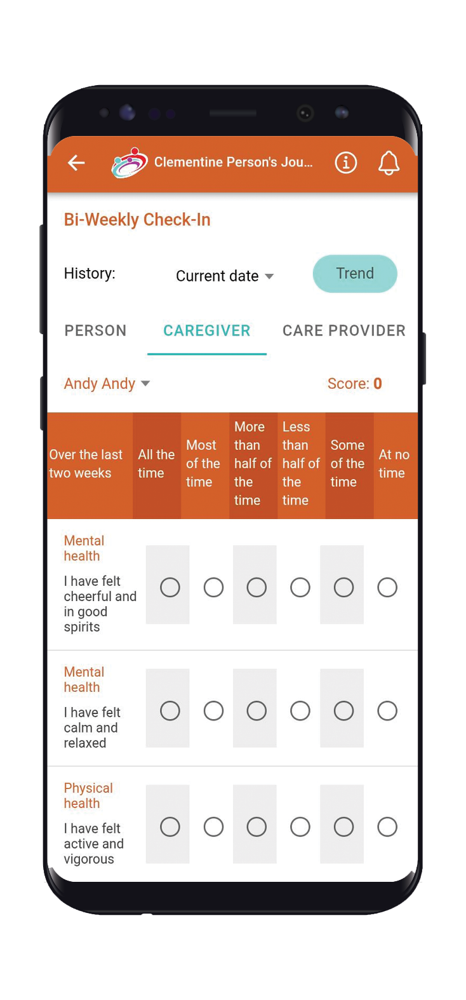 Clementine Person's Jou...
Bi-Weekly Check-In
History:
Current date
Trend
PERSON
CAREGIVER
CARE PROVIDER
Andy Andy
Score: 0
Over the last
two weeks
All the
time
Most
of the
time
More
than
half of
the
time
Less
than
half of
the
time
Some
of the
time
At no
time
Mental
health
I have felt
cheerful and
in good
spirits
Mental
health
I have felt
calm and
relaxed
Physical
health
I have felt
active and
vigorous